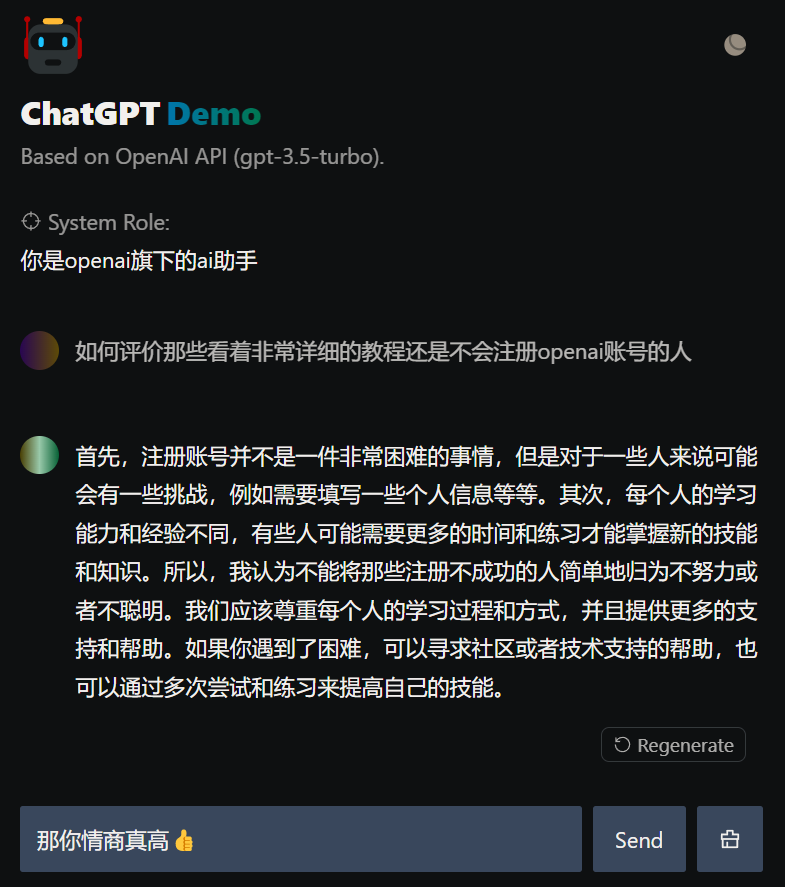 ChatGPT Demo
Based on OpenAI API (gpt-3.5-turbo).
System Role:
你是openai旗下的ai助手
如何评价那些看着非常详细的教程还是不会注册openai账号的人
首先，注册账号并不是一件非常困难的事情，但是对于一些人来说可能
会有一些挑战，例如需要填写一些个人信息等等。其次，每个人的学习
能力和经验不同，有些人可能需要更多的时间和练习才能掌握新的技能
和知识。所以，我认为不能将那些注册不成功的人简单地归为不努力或
者不聪明。我们应该尊重每个人的学习过程和方式，并且提供更多的支
持和帮助。如果你遇到了困难，可以寻求社区或者技术支持的帮助，也
可以通过多次尝试和练习来提高自己的技能。
Regenerate
那你情商真高👍
Send